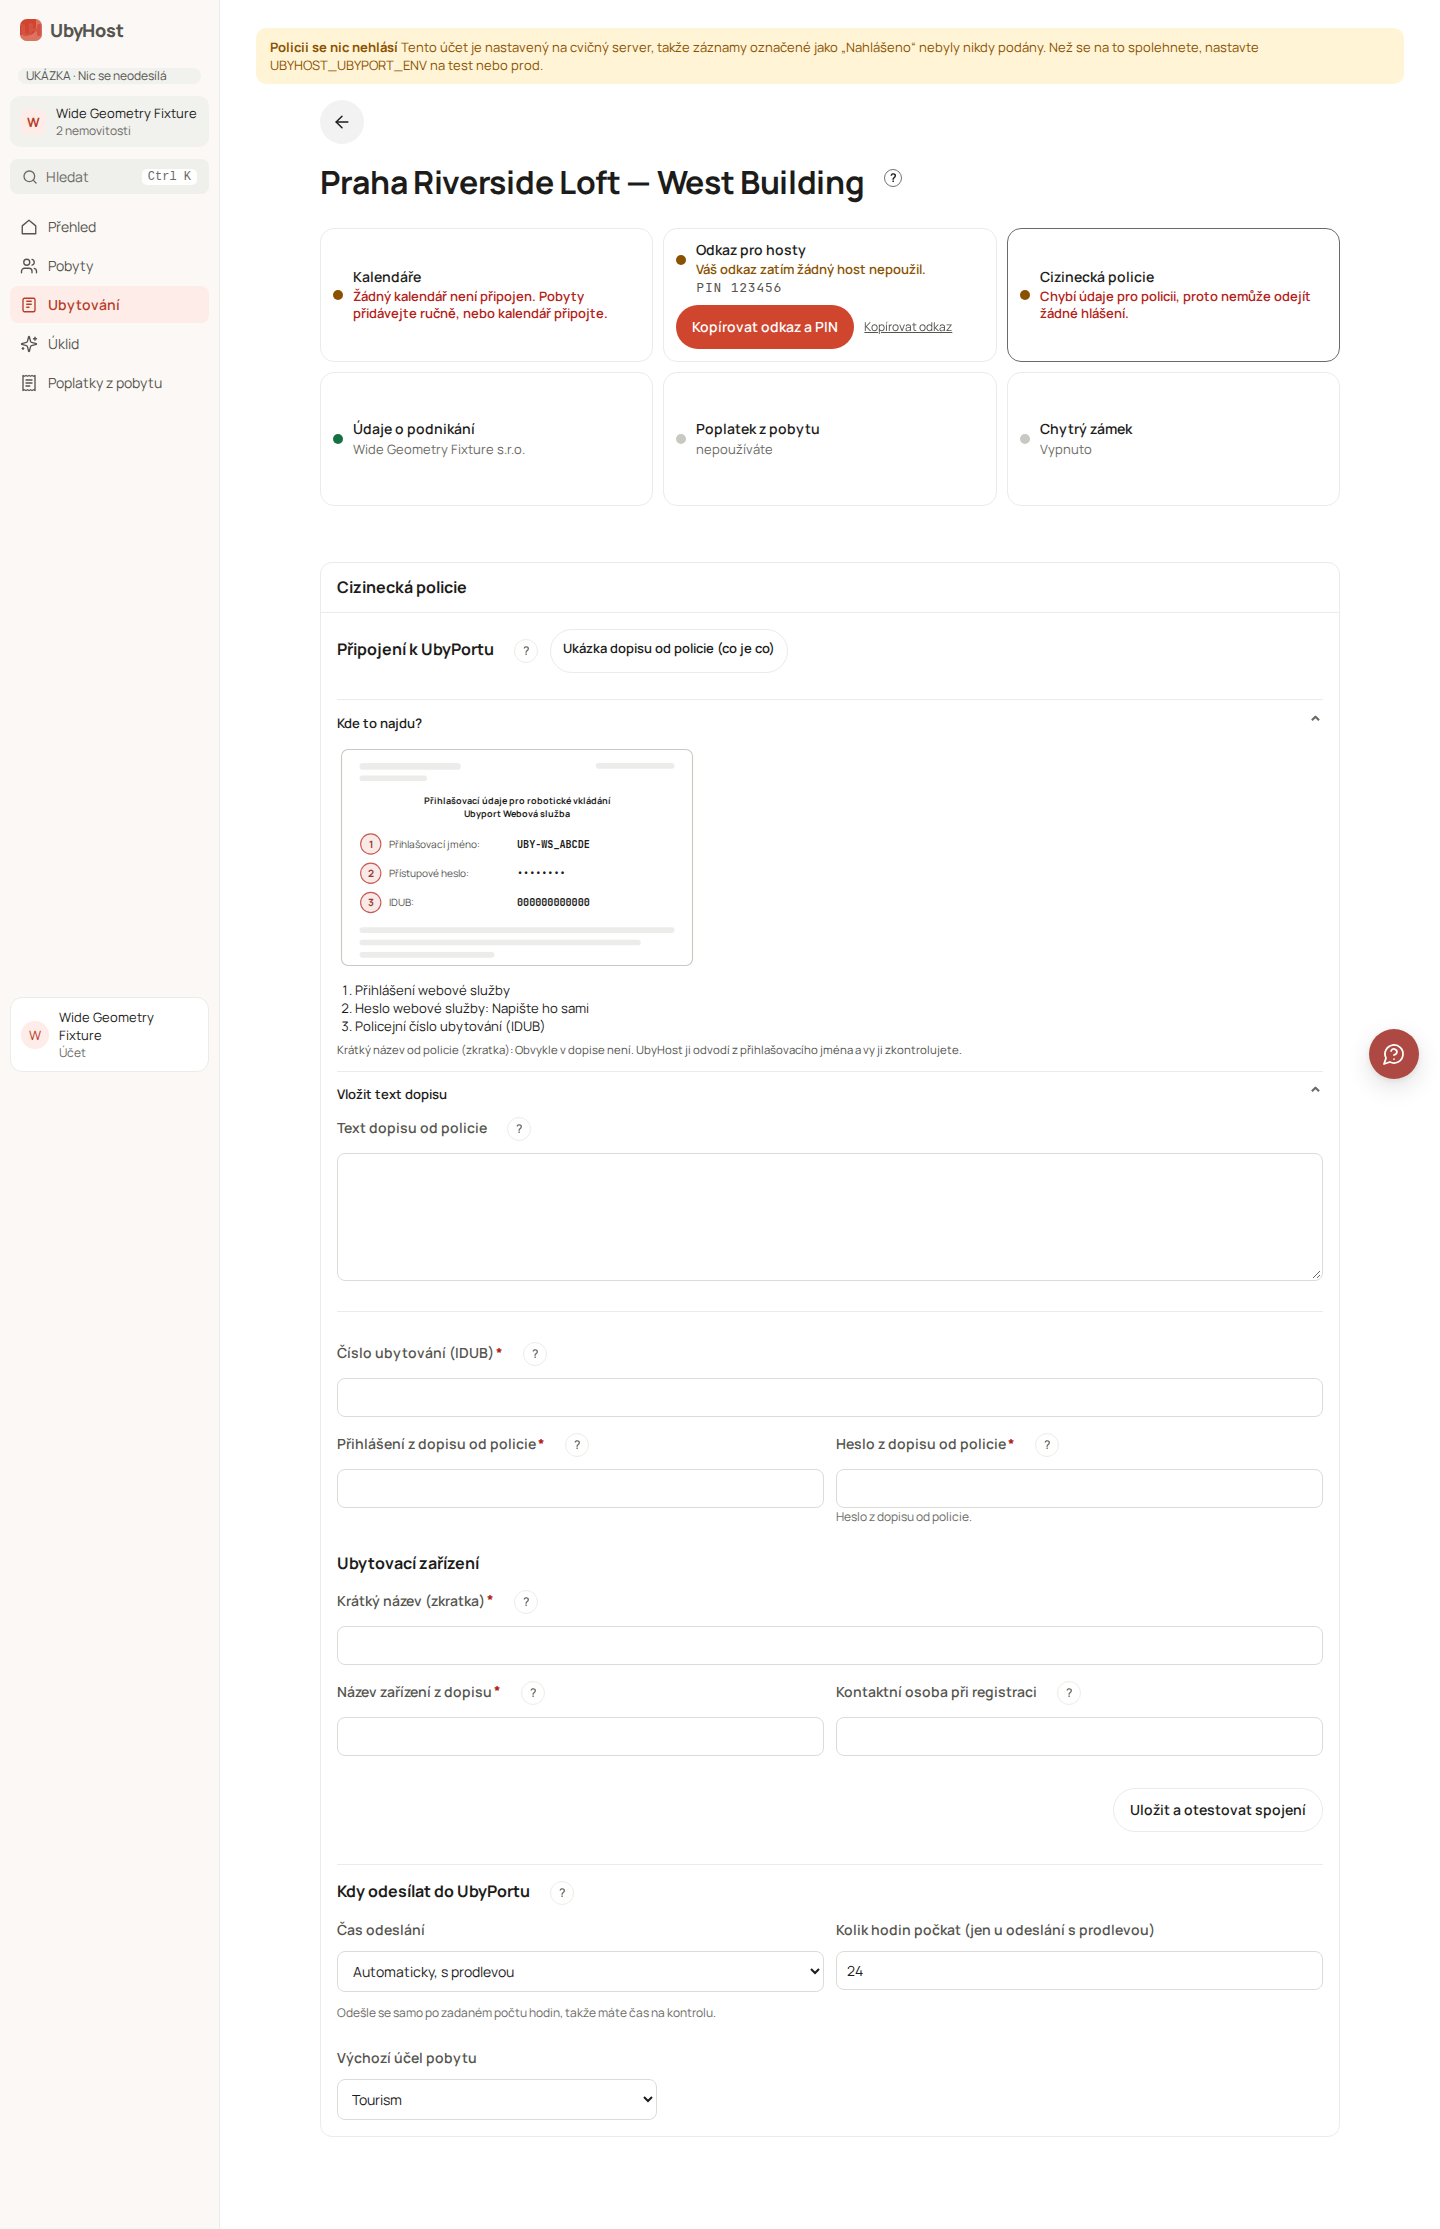 UbyHost
UKÁZKA · Nic se neodesílá
W
Wide Geometry Fixture
2 nemovitosti
Hledat
Ctrl K
Přehled
Pobyty
Ubytování
Úklid
Poplatky z pobytu
W
Wide Geometry
Fixture
Účet
Policii se nic nehlásí Tento účet je nastavený na cvičný server, takže záznamy označené jako „Nahlášeno“ nebyly nikdy podány. Než se na to spolehnete, nastavte
UBYHOST_UBYPORT_ENV na test nebo prod.
Praha Riverside Loft — West Building
?
Kalendáře
Žádný kalendář není připojen. Pobyty
přidávejte ručně, nebo kalendář připojte.
Odkaz pro hosty
Váš odkaz zatím žádný host nepoužil.
PIN 123456
Kopírovat odkaz a PIN
Kopírovat odkaz
Cizinecká policie
Chybí údaje pro policii, proto nemůže odejít
žádné hlášení.
Údaje o podnikání
Wide Geometry Fixture s.r.o.
Poplatek z pobytu
nepoužíváte
Chytrý zámek
Vypnuto
Cizinecká policie
Připojení k UbyPortu
?
Ukázka dopisu od policie (co je co)
Kde to najdu?
Přihlašovací údaje pro robotické vkládání
Ubyport Webová služba
1 Přihlašovací jméno: UBY-WS_ABCDE
2 Přístupové heslo: ••••••••
3 IDUB: 000000000000
1. Přihlášení webové služby
2. Heslo webové služby: Napište ho sami
3. Policejní číslo ubytování (IDUB)
Krátký název od policie (zkratka): Obvykle v dopise není. UbyHost ji odvodí z přihlašovacího jména a vy ji zkontrolujete.
Vložit text dopisu
Text dopisu od policie
?
Číslo ubytování (IDUB) *
?
Přihlášení z dopisu od policie *
?
Heslo z dopisu od policie *
?
Heslo z dopisu od policie.
Ubytovací zařízení
Krátký název (zkratka) *
?
Název zařízení z dopisu *
?
Kontaktní osoba při registraci
?
Uložit a otestovat spojení
Kdy odesílat do UbyPortu
?
Čas odeslání
Automaticky, s prodlevou
Kolik hodin počkat (jen u odeslání s prodlevou)
24
Odešle se samo po zadaném počtu hodin, takže máte čas na kontrolu.
Výchozí účel pobytu
Tourism